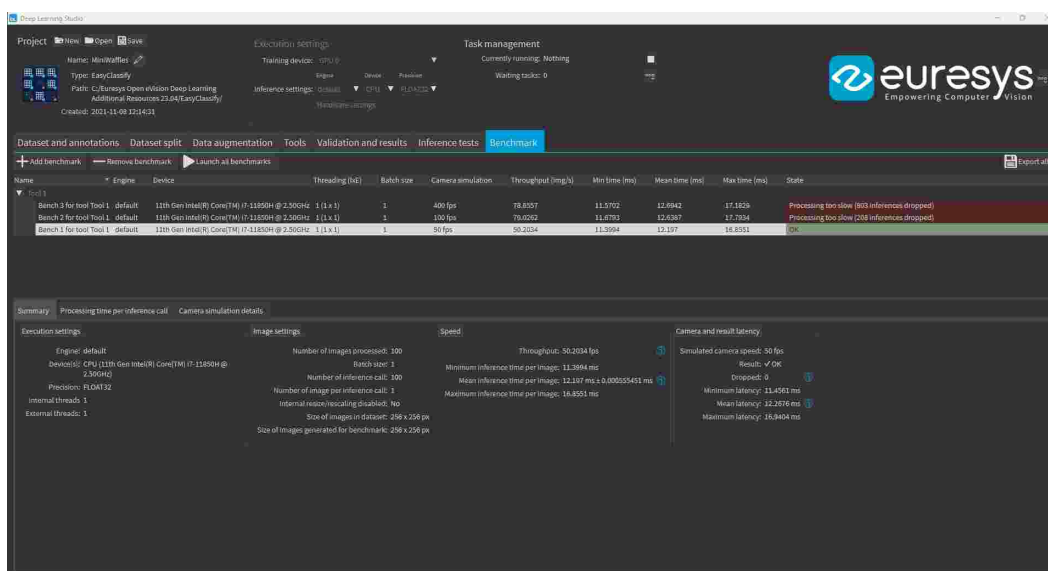 Deep Learning Studio
Project New Open Save
Name: MiniWaffles
Type: EasyClassify
Path: C:/Euresys Open eVision Deep Learning
Additional Resources 23.04/EasyClassify/
Created: 2021-11-08 12:14:31
Execution settings
Training device:
Engine Device Precision
Inference settings: default CPU FLOAT32
Hardware settings
Task management
Currently running: Nothing
Waiting tasks: 0
euresys
Empowering Computer Vision
Dataset and annotations Dataset split Data augmentation Tools Validation and results Inference tests Benchmark
Add benchmark Remove benchmark Launch all benchmarks Export all
Name Engine Device Threading (IxE) Batch size Camera simulation Throughput (img/s) Min time (ms) Mean time (ms) Max time (ms) State
Tool 1
Bench 3 for tool Tool 1 default 11th Gen Intel(R) Core(TM) i7-11850H @ 2.50GHz 1 (1 x 1) 1 400 fps 78.8557 11.5702 12.6942 17.1826 Processing too slow (803 inferences dropped)
Bench 2 for tool Tool 1 default 11th Gen Intel(R) Core(TM) i7-11850H @ 2.50GHz 1 (1 x 1) 1 100 fps 79.0262 11.6793 12.6387 17.7934 Processing too slow (208 inferences dropped)
Bench 1 for tool Tool 1 default 11th Gen Intel(R) Core(TM) i7-11850H @ 2.50GHz 1 (1 x 1) 1 50 fps 50.2034 11.3994 12.197 16.8551 OK
Summary Processing time per inference call Camera simulation details
Execution settings
Engine: default
Device(s): CPU (11th Gen Intel(R) Core(TM) i7-11850H @
2.50GHz)
Precision: FLOAT32
Internal threads: 1
External threads: 1
Image settings
Number of images processed: 100
Batch size: 1
Number of inference call: 100
Number of image per inference call: 1
Internal resize/rescaling disabled: No
Size of images in dataset: 256 x 256 px
Size of images generated for benchmark: 256 x 256 px
Speed
Throughput: 50.2034 fps
Minimum inference time per image: 11.3994 ms
Mean inference time per image: 12.197 ms ± 0.000555451 ms
Maximum inference time per image: 16.8551 ms
Camera and result latency
Simulated camera speed: 50 fps
Result: ✓ OK
Dropped: 0
Minimum latency: 11.4561 ms
Mean latency: 12.2676 ms
Maximum latency: 16.9404 ms